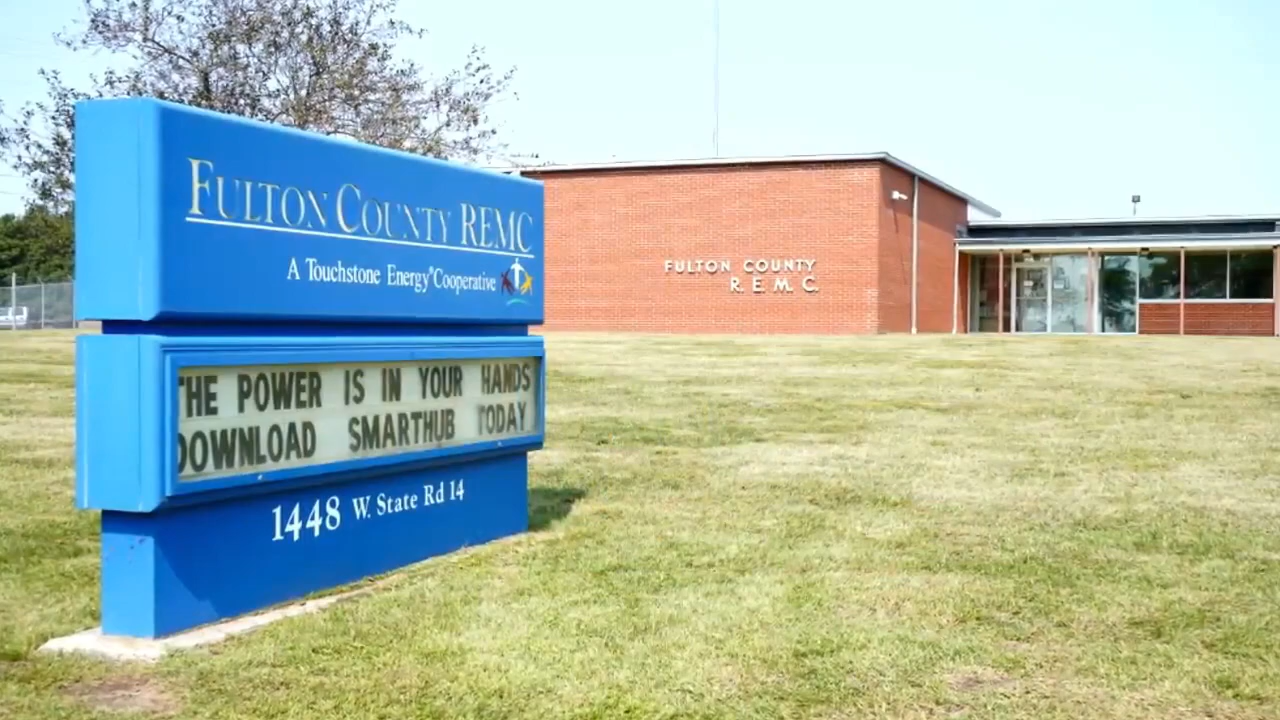 FULTON COUNTY REMC
A Touchstone Energy® Cooperative
THE POWER IS IN YOUR HANDS
DOWNLOAD SMARTHUB TODAY
1448 W. State Rd 14
FULTON COUNTY
R. E. M. C.